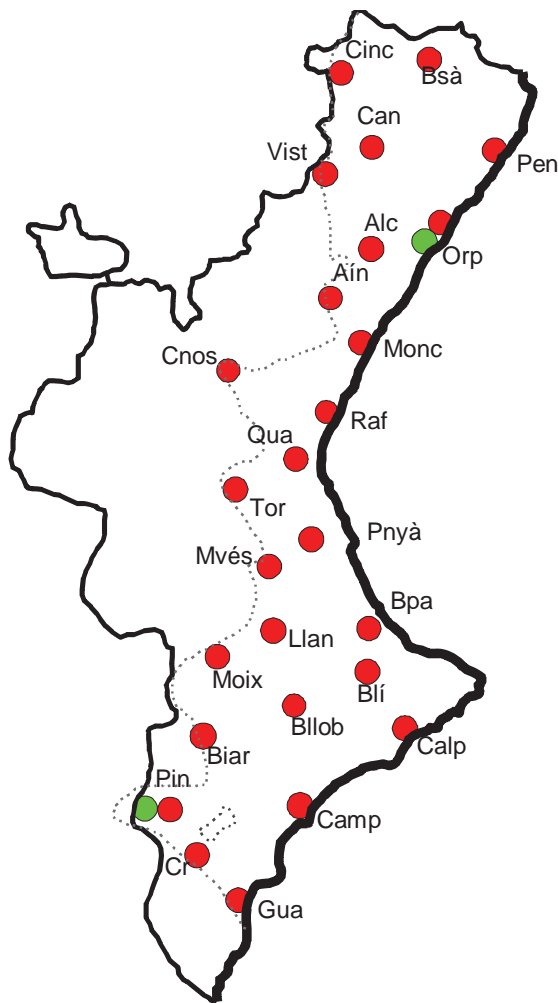 Cinc
Bsà
Can
Vist
Pen
Alc
Orp
Aín
Monc
Cnos
Raf
Qua
Tor
Pnyà
Mvés
Bpa
Llan
Moix
Blí
Bllob
Calp
Biar
Pin
Camp
Cr
Gua